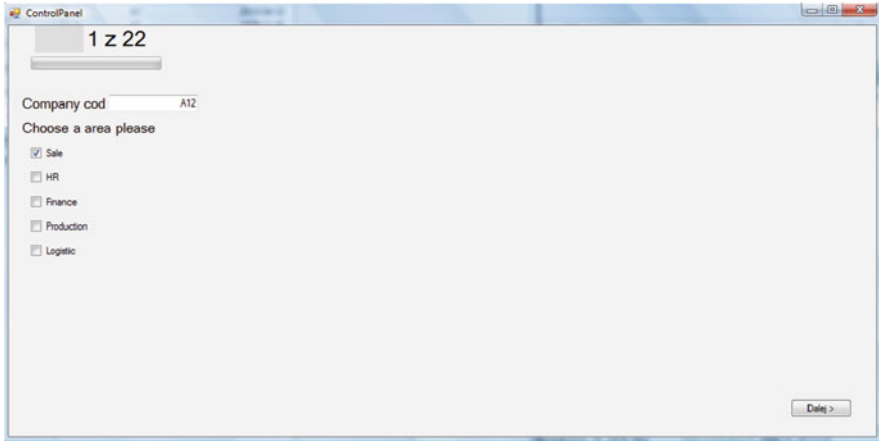 ControlPanel
1 z 22
Company cod A12
Choose a area please
Sale
HR
Finance
Production
Logistic
Dalej >